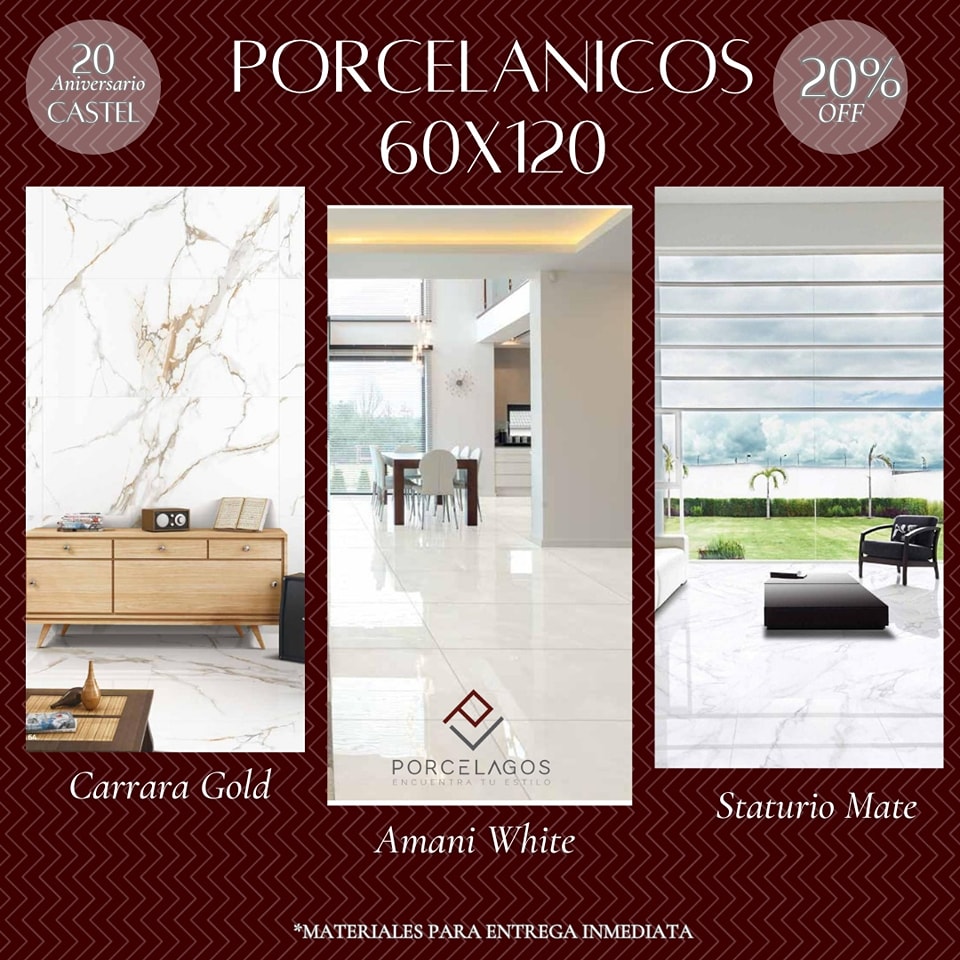 20
Aniversario
CASTEL
PORCELANICOS
60X120
20%
OFF
PORCELAGOS
ENCUENTRA TU ESTILO
Carrara Gold
Amani White
Staturio Mate
*MATERIALES PARA ENTREGA INMEDIATA